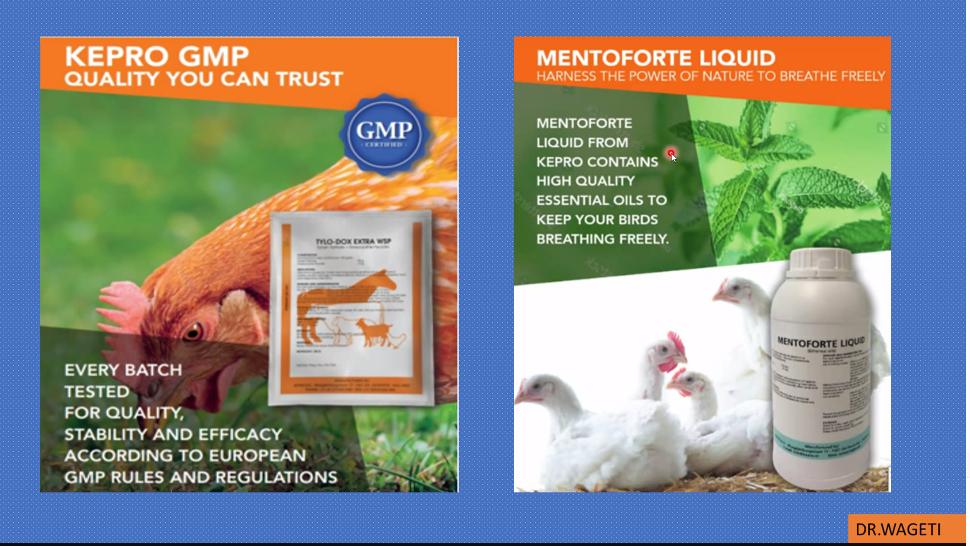 KEPRO GMP
QUALITY YOU CAN TRUST
GMP
· CERTIFIED ·
TYLO-DOX EXTRA WSP
EVERY BATCH
TESTED
FOR QUALITY,
STABILITY AND EFFICACY
ACCORDING TO EUROPEAN
GMP RULES AND REGULATIONS
MENTOFORTE LIQUID
HARNESS THE POWER OF NATURE TO BREATHE FREELY
MENTOFORTE
LIQUID FROM
KEPRO CONTAINS
HIGH QUALITY
ESSENTIAL OILS TO
KEEP YOUR BIRDS
BREATHING FREELY.
MENTOFORTE LIQUID
DR.WAGETI